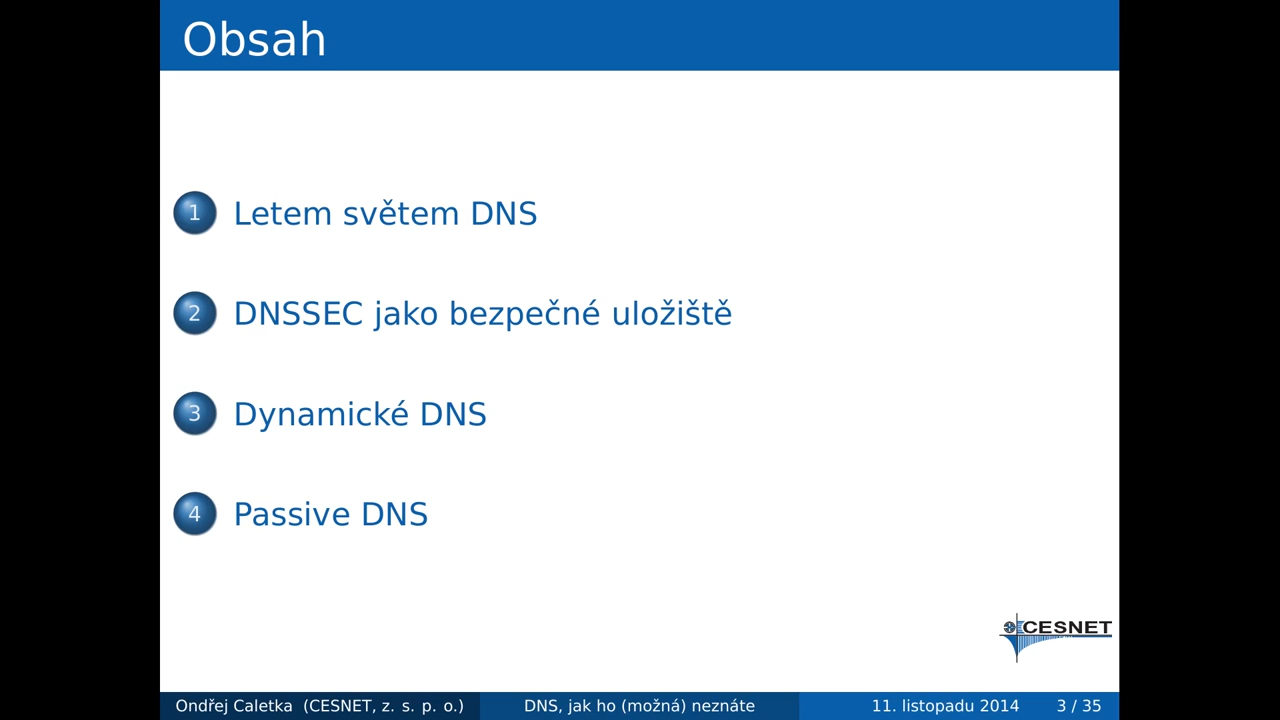 Obsah
1 Letem světem DNS
2 DNSSEC jako bezpečné uložiště
3 Dynamické DNS
4 Passive DNS
CESNET
Ondřej Caletka (CESNET, z. s. p. o.) DNS, jak ho (možná) neznáte 11. listopadu 2014 3 / 35